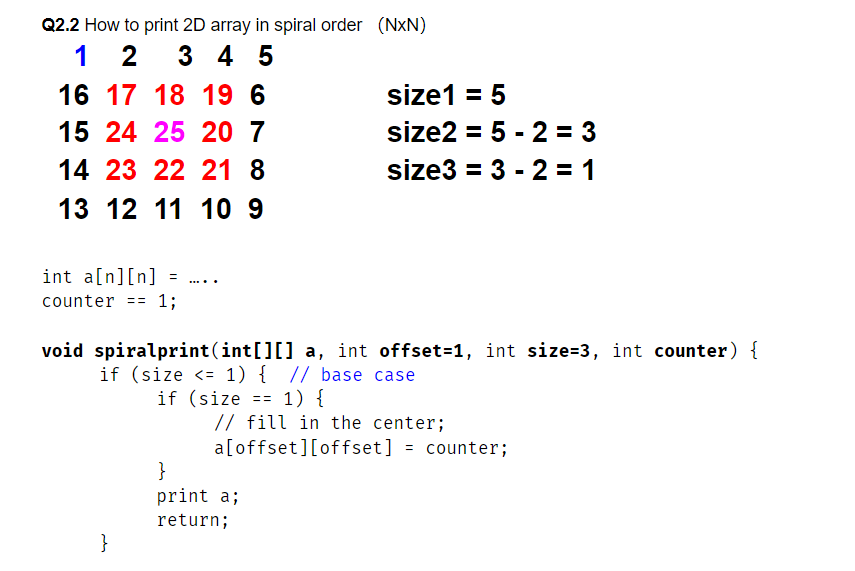 Q2.2 How to print 2D array in spiral order (NxN)
1 2 3 4 5
16 17 18 19 6 size1 = 5
15 24 25 20 7 size2 = 5 - 2 = 3
14 23 22 21 8 size3 = 3 - 2 = 1
13 12 11 10 9
int a[n][n] = …..
counter == 1;
void spiralprint(int[][] a, int offset=1, int size=3, int counter) {
if (size <= 1) { // base case
if (size == 1) {
// fill in the center;
a[offset][offset] = counter;
}
print a;
return;
}